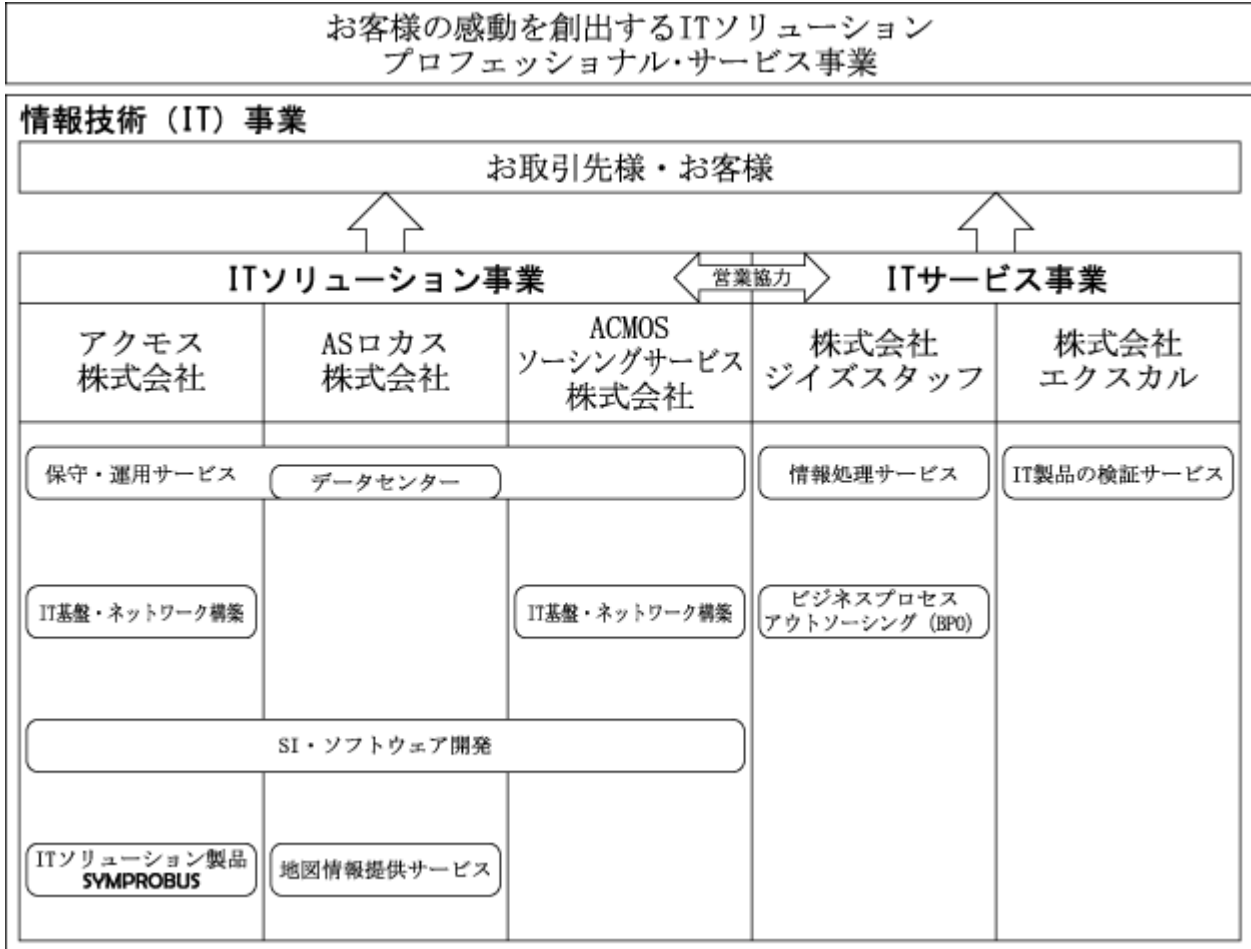 お客様の感動を創出するITソリューション
プロフェッショナル･サービス事業
情報技術（IT）事業
お取引先様・お客様
ITソリューション事業
営業協力
ITサービス事業
アクモス
株式会社
ASロカス
株式会社
ACMOS
ソーシングサービス
株式会社
株式会社
ジイズスタッフ
株式会社
エクスカル
保守・運用サービス
データセンター
情報処理サービス
IT製品の検証サービス
IT基盤・ネットワーク構築
IT基盤・ネットワーク構築
ビジネスプロセス
アウトソーシング（BPO）
SI・ソフトウェア開発
ITソリューション製品
SYMPROBUS
地図情報提供サービス